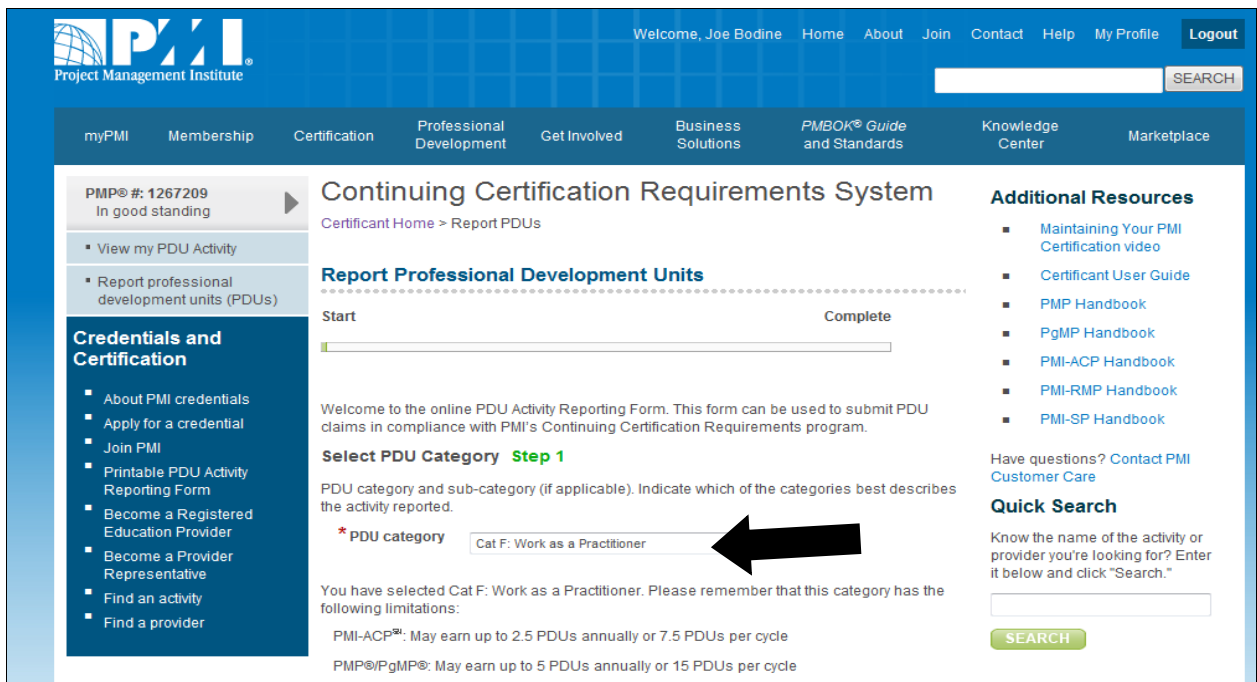 PMI®
Project Management Institute
Welcome, Joe Bodine Home About Join Contact Help My Profile Logout
SEARCH
myPMI Membership Certification Professional Development Get Involved Business Solutions PMBOK® Guide and Standards Knowledge Center Marketplace
PMP® #: 1267209
In good standing
▪ View my PDU Activity
▪ Report professional
development units (PDUs)
Credentials and
Certification
▪ About PMI credentials
▪ Apply for a credential
▪ Join PMI
▪ Printable PDU Activity
Reporting Form
▪ Become a Registered
Education Provider
▪ Become a Provider
Representative
▪ Find an activity
▪ Find a provider
Continuing Certification Requirements System
Certificant Home > Report PDUs
Report Professional Development Units
Start Complete
Welcome to the online PDU Activity Reporting Form. This form can be used to submit PDU
claims in compliance with PMI's Continuing Certification Requirements program.
Select PDU Category Step 1
PDU category and sub-category (if applicable). Indicate which of the categories best describes
the activity reported.
* PDU category Cat F: Work as a Practitioner
You have selected Cat F: Work as a Practitioner. Please remember that this category has the
following limitations:
PMI-ACP℠: May earn up to 2.5 PDUs annually or 7.5 PDUs per cycle
PMP®/PgMP®: May earn up to 5 PDUs annually or 15 PDUs per cycle
Additional Resources
▪ Maintaining Your PMI
Certification video
▪ Certificant User Guide
▪ PMP Handbook
▪ PgMP Handbook
▪ PMI-ACP Handbook
▪ PMI-RMP Handbook
▪ PMI-SP Handbook
Have questions? Contact PMI
Customer Care
Quick Search
Know the name of the activity or
provider you're looking for? Enter
it below and click "Search."
SEARCH